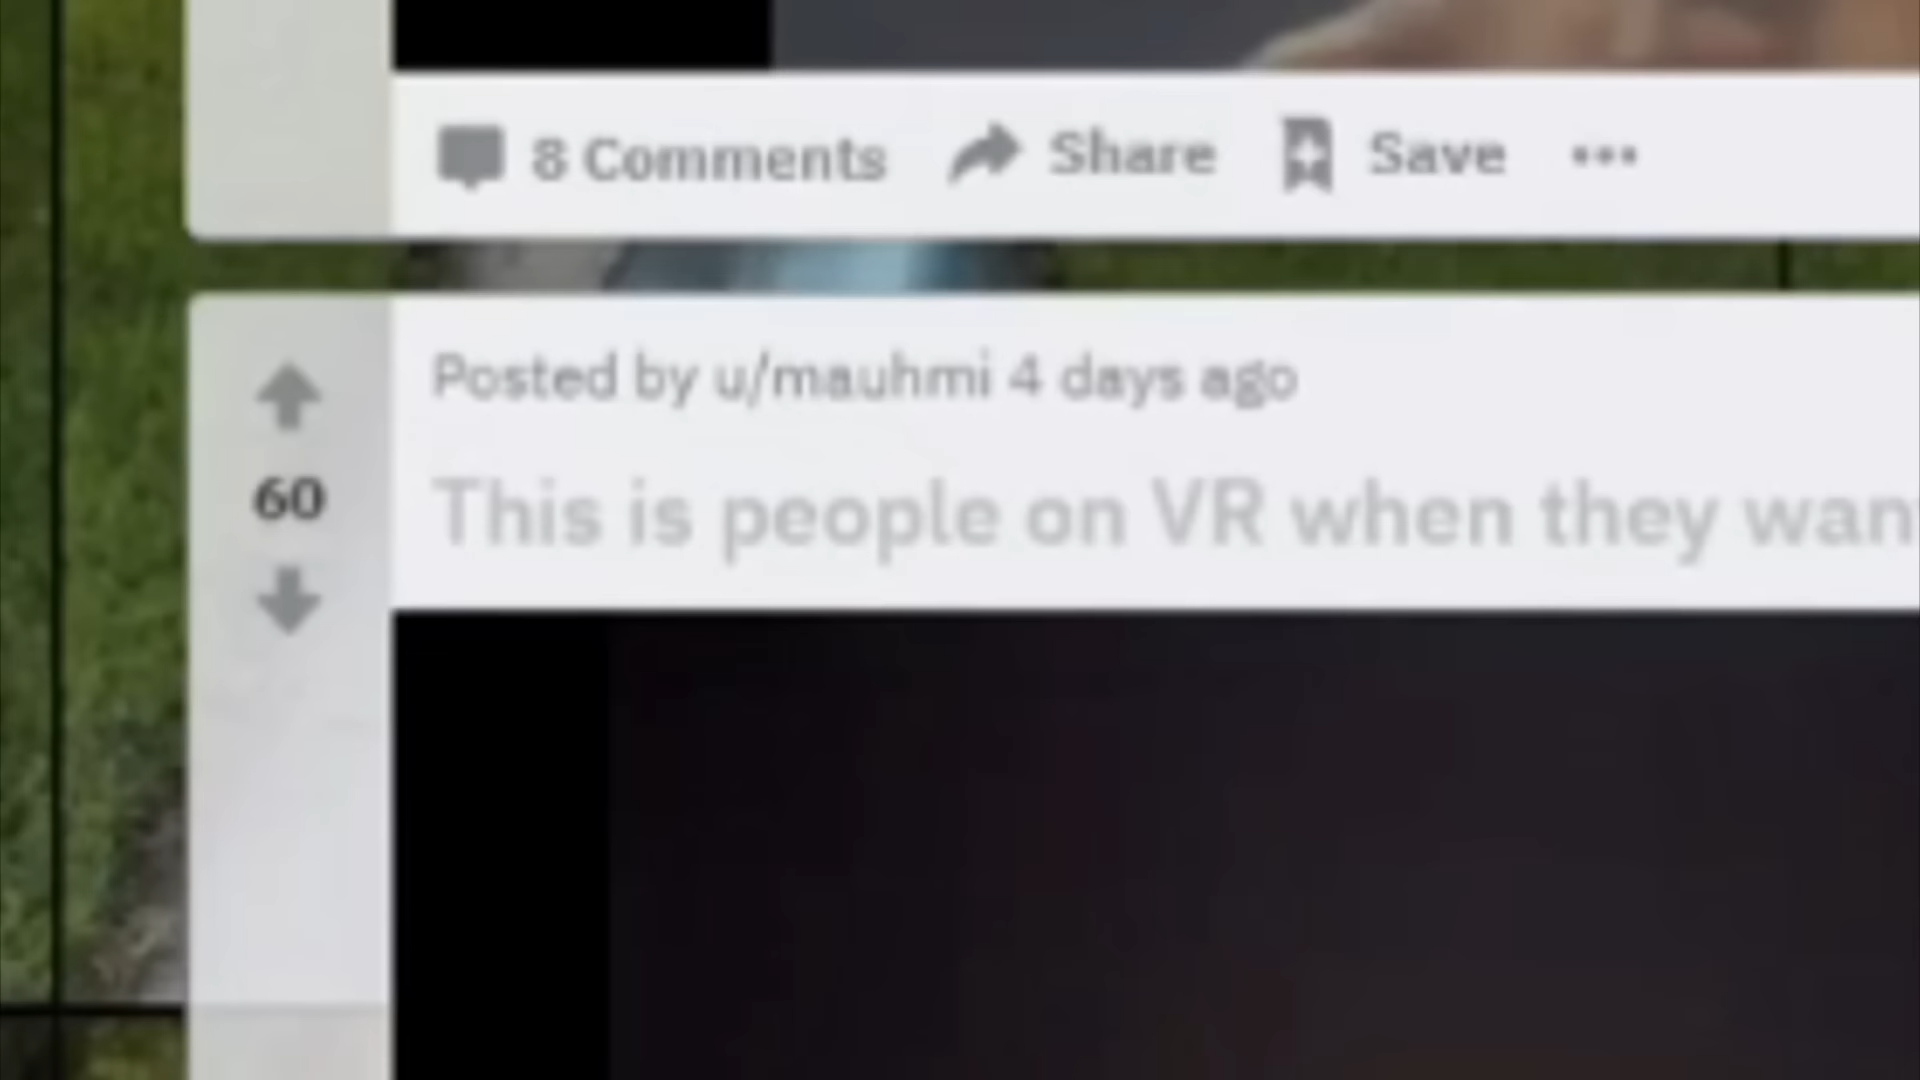 8 Comments Share Save
Posted by u/mauhmi 4 days ago
60
This is people on VR when they